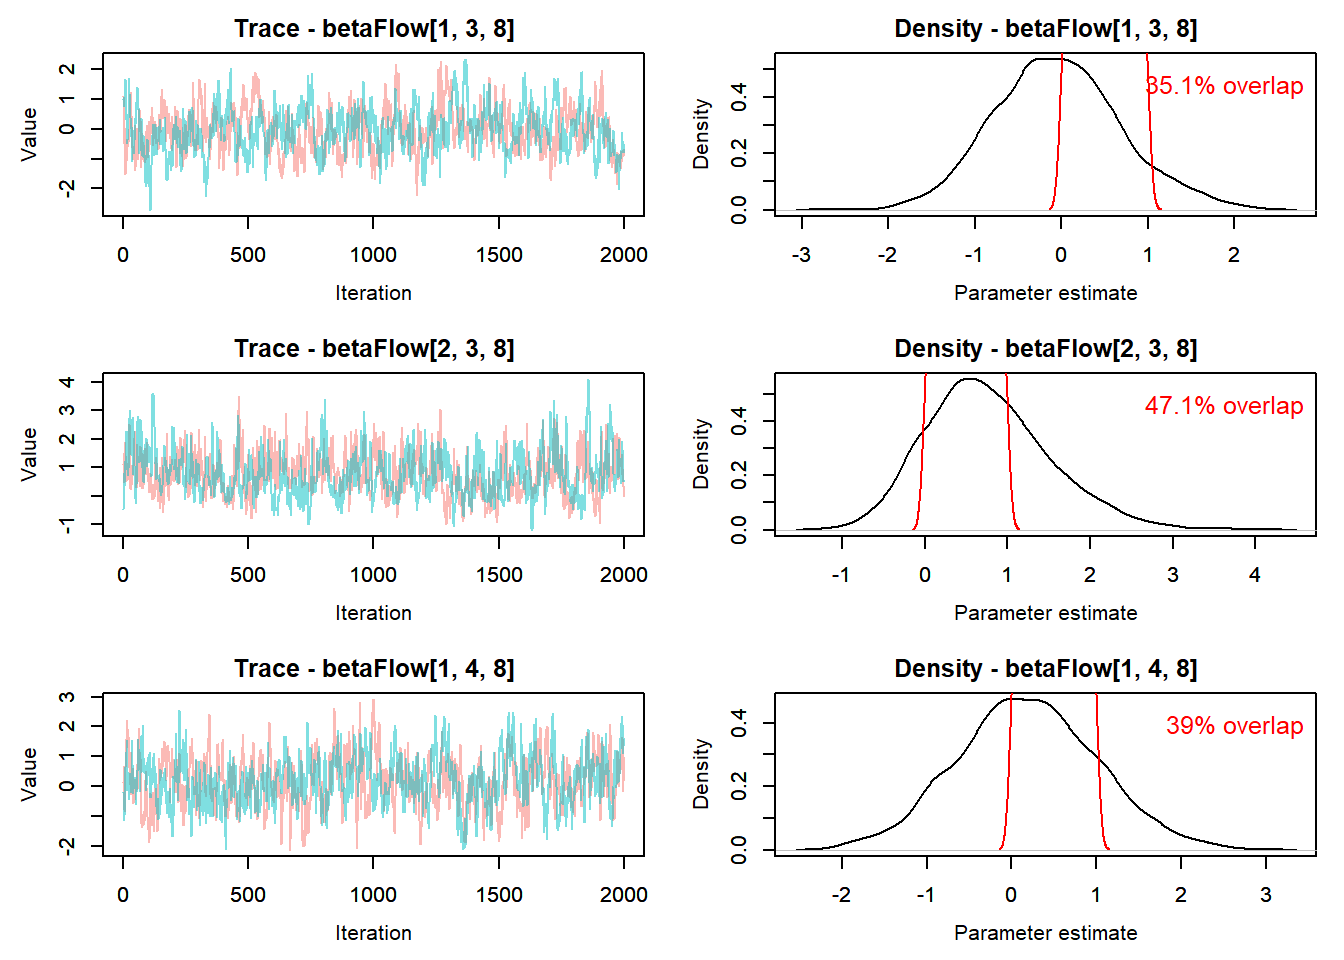 Trace - betaFlow[1, 3, 8]
Value
2
1
0
-2
0 500 1000 1500 2000
Iteration
Density - betaFlow[1, 3, 8]
35.1% overlap
Density
0.4
0.2
0.0
-3 -2 -1 0 1 2
Parameter estimate
Trace - betaFlow[2, 3, 8]
Value
4
3
2
1
-1
0 500 1000 1500 2000
Iteration
Density - betaFlow[2, 3, 8]
47.1% overlap
Density
0.4
0.2
0.0
-1 0 1 2 3 4
Parameter estimate
Trace - betaFlow[1, 4, 8]
Value
3
2
1
0
-2
0 500 1000 1500 2000
Iteration
Density - betaFlow[1, 4, 8]
39% overlap
Density
0.4
0.2
0.0
-2 -1 0 1 2 3
Parameter estimate